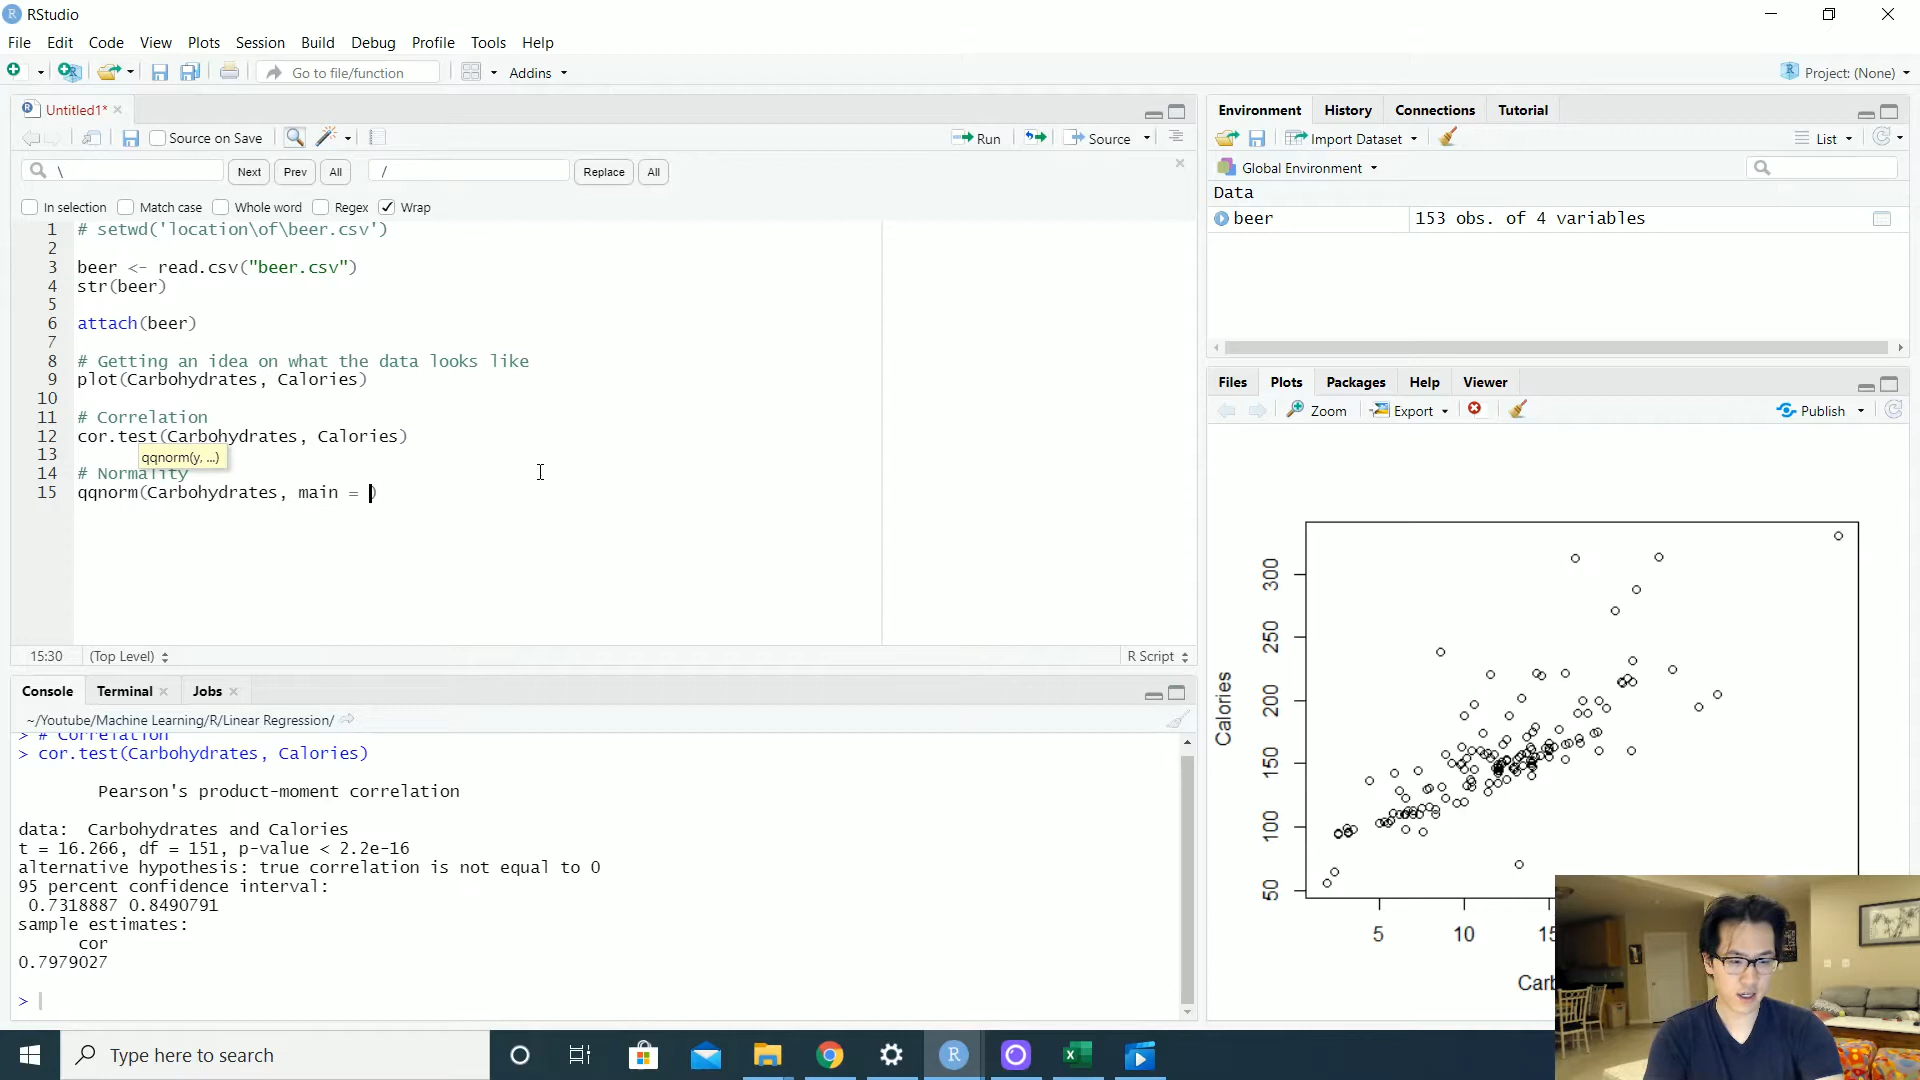 RStudio
File Edit Code View Plots Session Build Debug Profile Tools Help
Go to file/function Addins Project: (None)
Untitled1*
Source on Save Run Source
\ Next Prev All / Replace All
In selection Match case Whole word Regex Wrap
1 # setwd('location\of\beer.csv')
2
3 beer <- read.csv("beer.csv")
4 str(beer)
5
6 attach(beer)
7
8 # Getting an idea on what the data looks like
9 plot(Carbohydrates, Calories)
10
11 # Correlation
12 cor.test(Carbohydrates, Calories)
13
qqnorm(y, ...)
14 # Normality
15 qqnorm(Carbohydrates, main = )
15:30 (Top Level) R Script
Console Terminal Jobs
~/Youtube/Machine Learning/R/Linear Regression/
> # Correlation
> cor.test(Carbohydrates, Calories)
Pearson's product-moment correlation
data: Carbohydrates and Calories
t = 16.266, df = 151, p-value < 2.2e-16
alternative hypothesis: true correlation is not equal to 0
95 percent confidence interval:
0.7318887 0.8490791
sample estimates:
cor
0.7979027
>
Environment History Connections Tutorial
Import Dataset List
Global Environment
Data
beer 153 obs. of 4 variables
Files Plots Packages Help Viewer
Zoom Export Publish
Calories
300
250
200
150
100
50
5 10 15
Carb
Type here to search